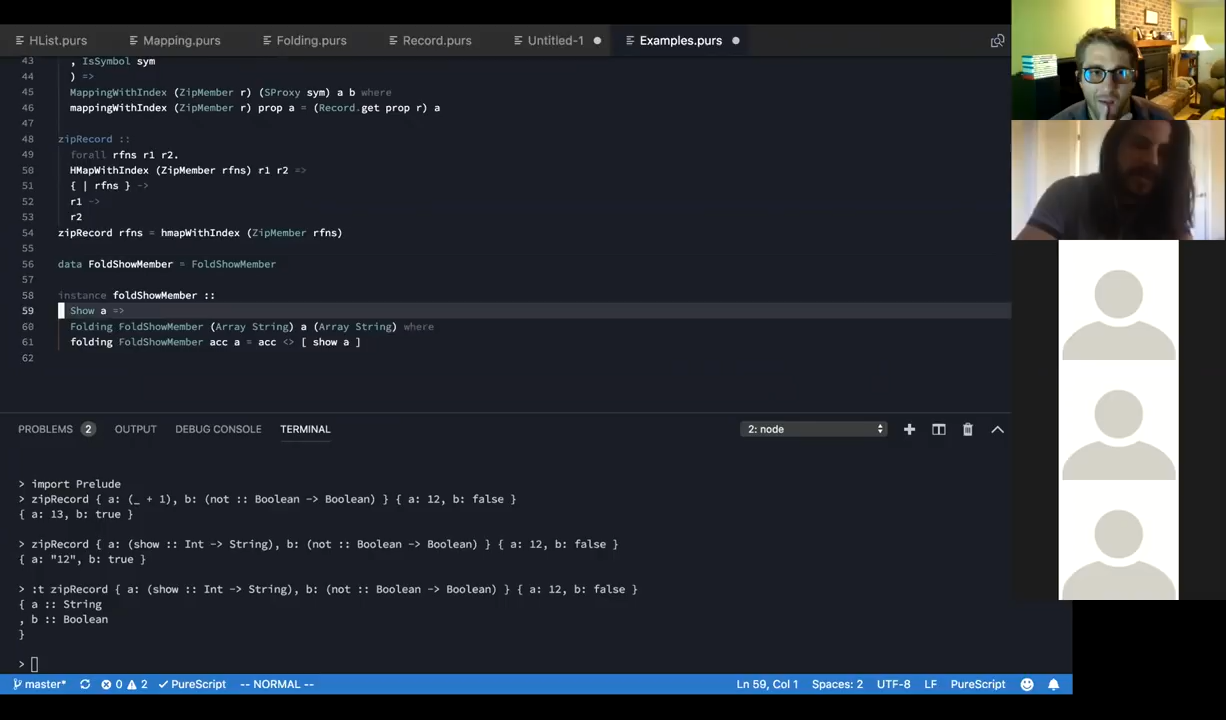 HList.purs Mapping.purs Folding.purs Record.purs Untitled-1 Examples.purs
43 , IsSymbol sym
44 ) =>
45 MappingWithIndex (ZipMember r) (SProxy sym) a b where
46 mappingWithIndex (ZipMember r) prop a = (Record.get prop r) a
47
48 zipRecord ::
49 forall rfns r1 r2.
50 HMapWithIndex (ZipMember rfns) r1 r2 =>
51 { | rfns } ->
52 r1 ->
53 r2
54 zipRecord rfns = hmapWithIndex (ZipMember rfns)
55
56 data FoldShowMember = FoldShowMember
57
58 instance foldShowMember ::
59 Show a =>
60 Folding FoldShowMember (Array String) a (Array String) where
61 folding FoldShowMember acc a = acc <> [ show a ]
62
PROBLEMS 2 OUTPUT DEBUG CONSOLE TERMINAL 2: node
> import Prelude
> zipRecord { a: (_ + 1), b: (not :: Boolean -> Boolean) } { a: 12, b: false }
{ a: 13, b: true }
> zipRecord { a: (show :: Int -> String), b: (not :: Boolean -> Boolean) } { a: 12, b: false }
{ a: "12", b: true }
> :t zipRecord { a: (show :: Int -> String), b: (not :: Boolean -> Boolean) } { a: 12, b: false }
{ a :: String
, b :: Boolean
}
>
master* 0 2 PureScript -- NORMAL -- Ln 59, Col 1 Spaces: 2 UTF-8 LF PureScript